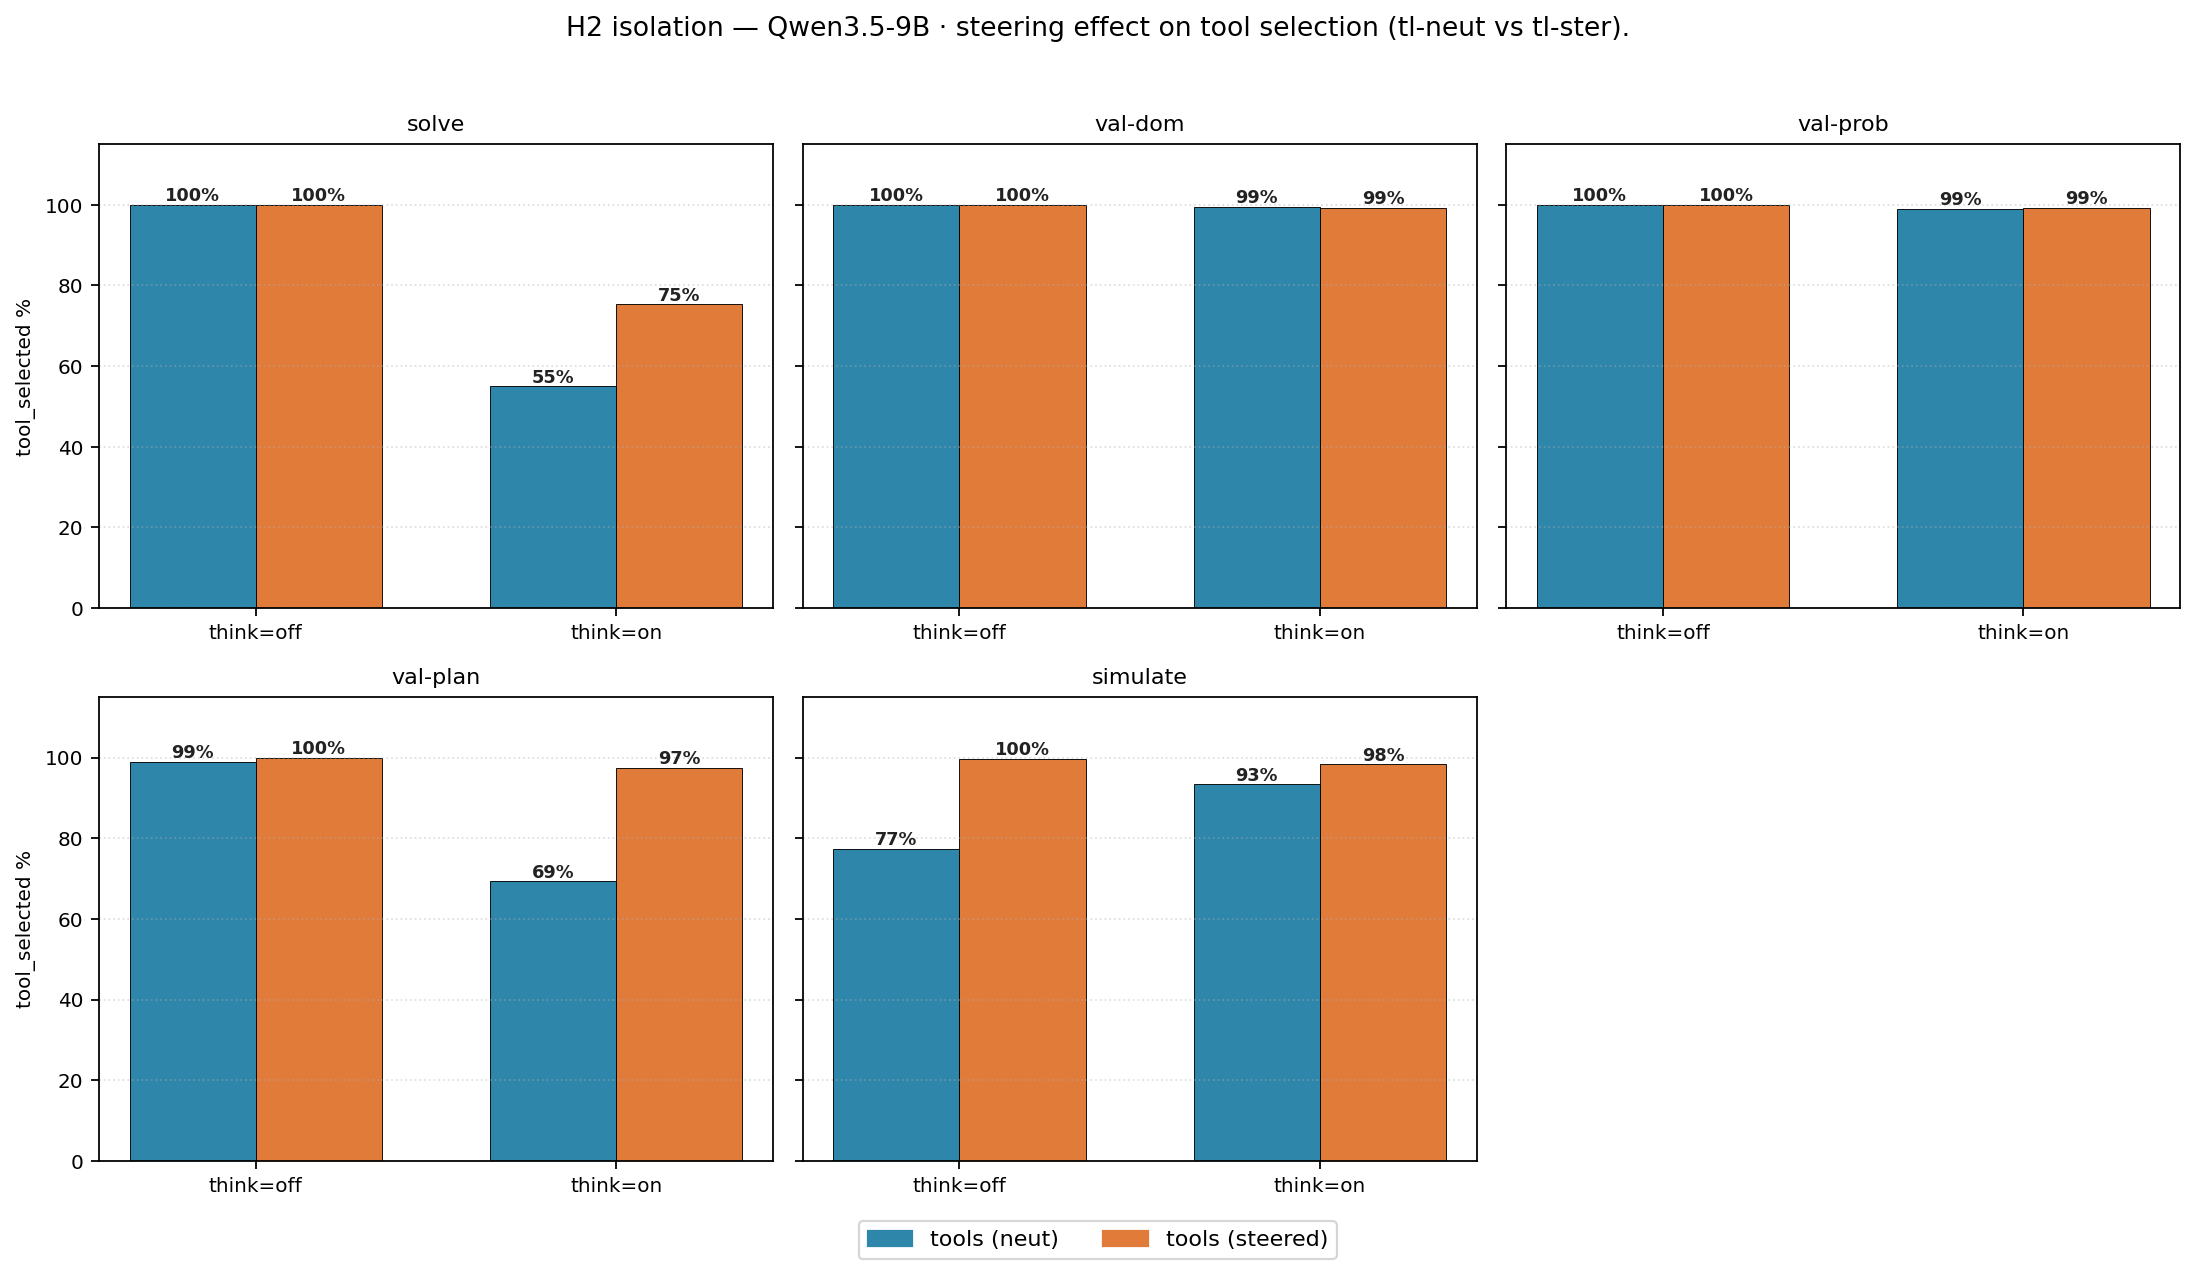 H2 isolation — Qwen3.5-9B · steering effect on tool selection (tl-neut vs tl-ster).
solve
val-dom
val-prob
tool_selected %
100
80
60
40
20
0
100%
100%
55%
75%
think=off
think=on
100%
100%
99%
99%
think=off
think=on
100%
100%
99%
99%
think=off
think=on
val-plan
simulate
tool_selected %
100
80
60
40
20
0
99%
100%
69%
97%
think=off
think=on
77%
100%
93%
98%
think=off
think=on
tools (neut)
tools (steered)